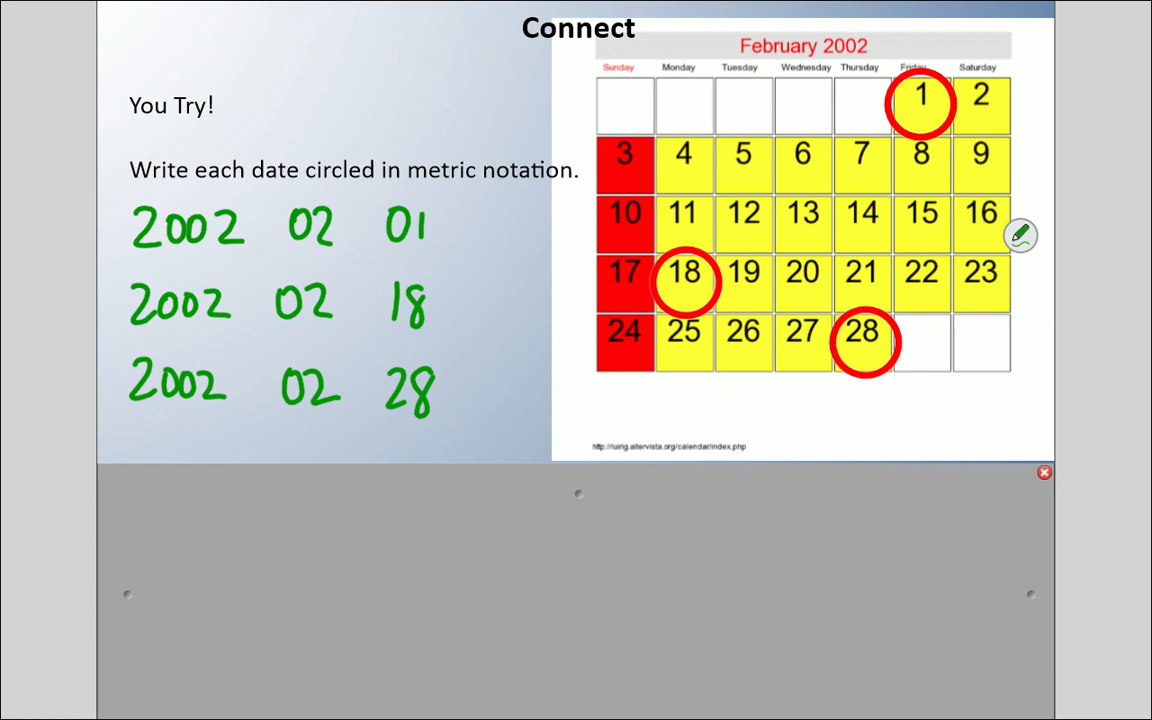 Connect
You Try!
Write each date circled in metric notation.
2002 02 01
2002 02 18
2002 02 28
February 2002
Sunday Monday Tuesday Wednesday Thursday Friday Saturday
1 2
3 4 5 6 7 8 9
10 11 12 13 14 15 16
17 18 19 20 21 22 23
24 25 26 27 28
http://luirig.altervista.org/calendar/index.php